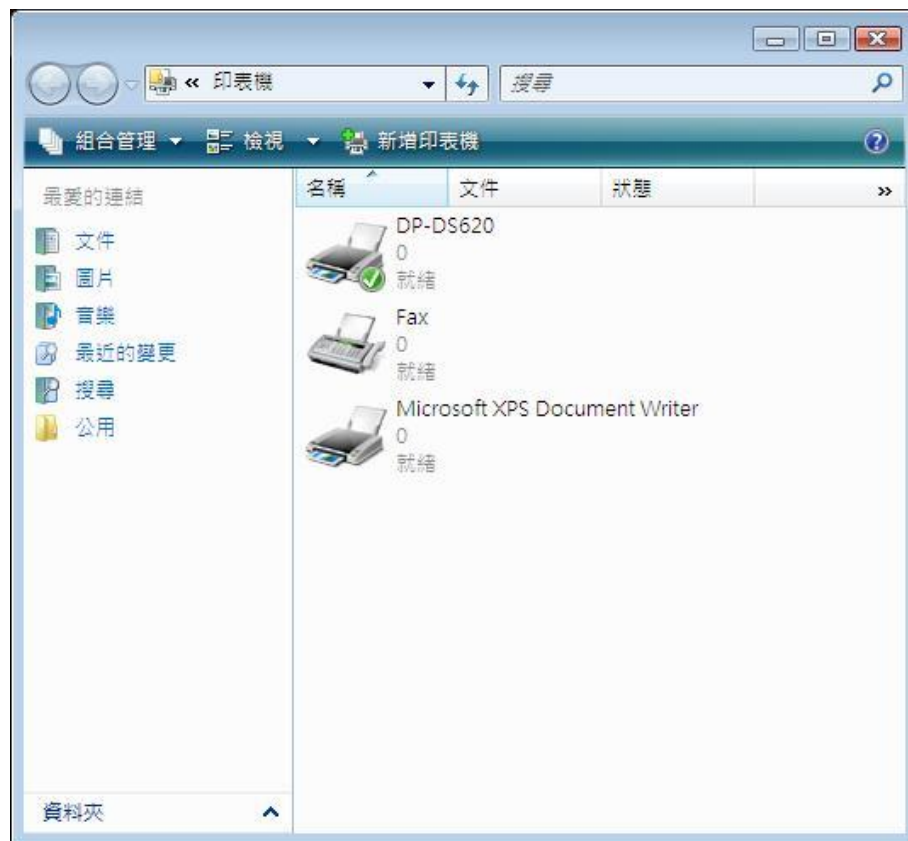 « 印表機
搜尋
組合管理 檢視 新增印表機
最愛的連結
文件
圖片
音樂
最近的變更
搜尋
公用
資料夾
名稱 文件 狀態 »
DP-DS620
0
就緒
Fax
0
就緒
Microsoft XPS Document Writer
0
就緒